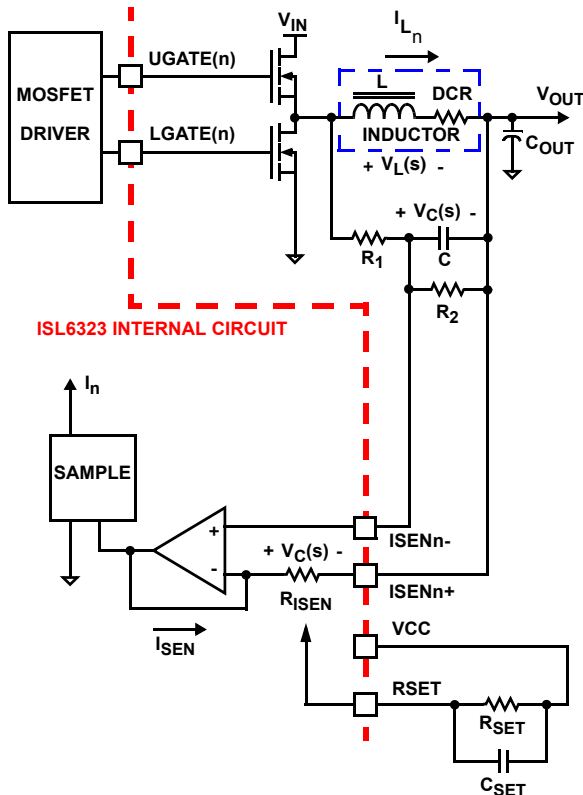 V_IN
I_L_n
UGATE(n)
MOSFET
DRIVER
L
DCR
V_OUT
INDUCTOR
C_OUT
LGATE(n)
+ V_L(s) -
+ V_C(s) -
R_1
C
R_2
ISL6323 INTERNAL CIRCUIT
I_n
SAMPLE
+
ISENn-
+ V_C(s) -
-
R_ISEN
ISENn+
I_SEN
VCC
RSET
R_SET
C_SET